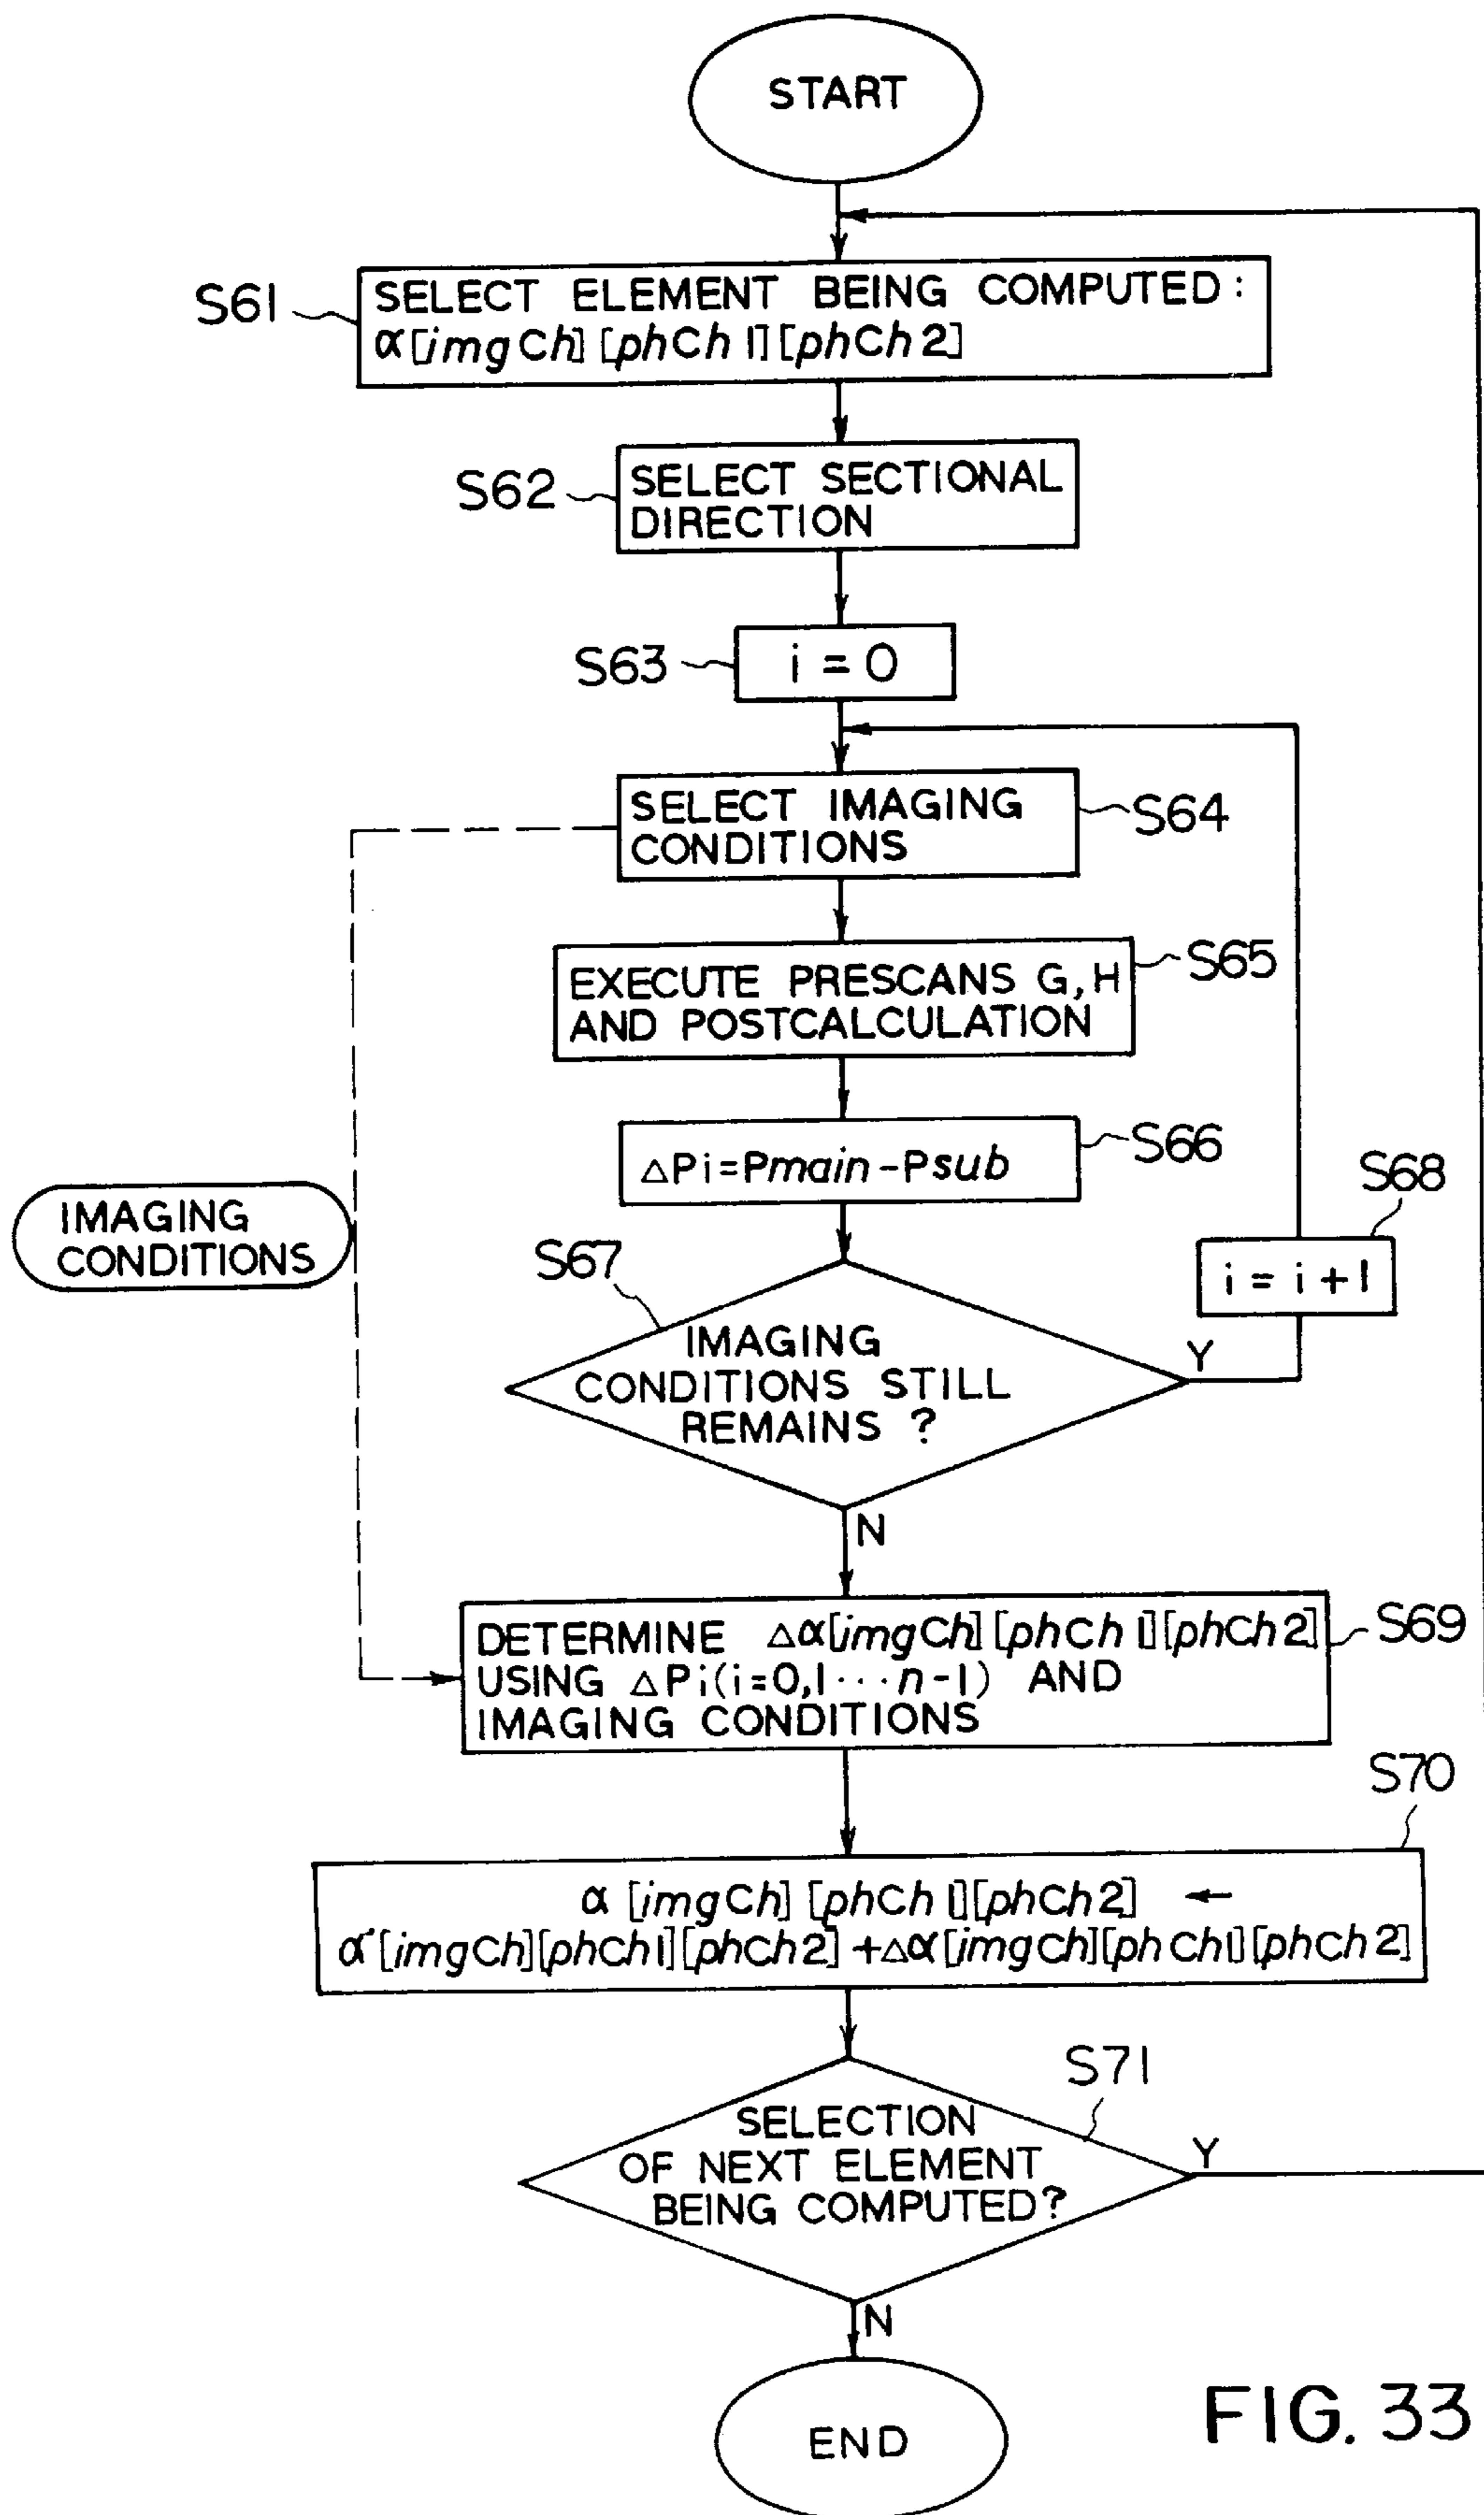 START
S61
SELECT ELEMENT BEING COMPUTED:
α[imgCh][phCh1][phCh2]
S62
SELECT SECTIONAL
DIRECTION
S63
i = 0
SELECT IMAGING
CONDITIONS
S64
EXECUTE PRESCANS G, H
AND POSTCALCULATION
S65
ΔPi=Pmain-Psub
S66
S68
i = i + 1
IMAGING
CONDITIONS
S67
IMAGING
CONDITIONS STILL
REMAINS ?
Y
N
DETERMINE Δα[imgCh][phCh1][phCh2]
USING ΔPi(i=0,1···n-1) AND
IMAGING CONDITIONS
S69
S70
α [imgCh] [phCh1][phCh2] ←
α[imgCh][phCh1][phCh2]+Δα[imgCh][phCh1][phCh2]
S71
SELECTION
OF NEXT ELEMENT
BEING COMPUTED?
Y
N
END
FIG. 33